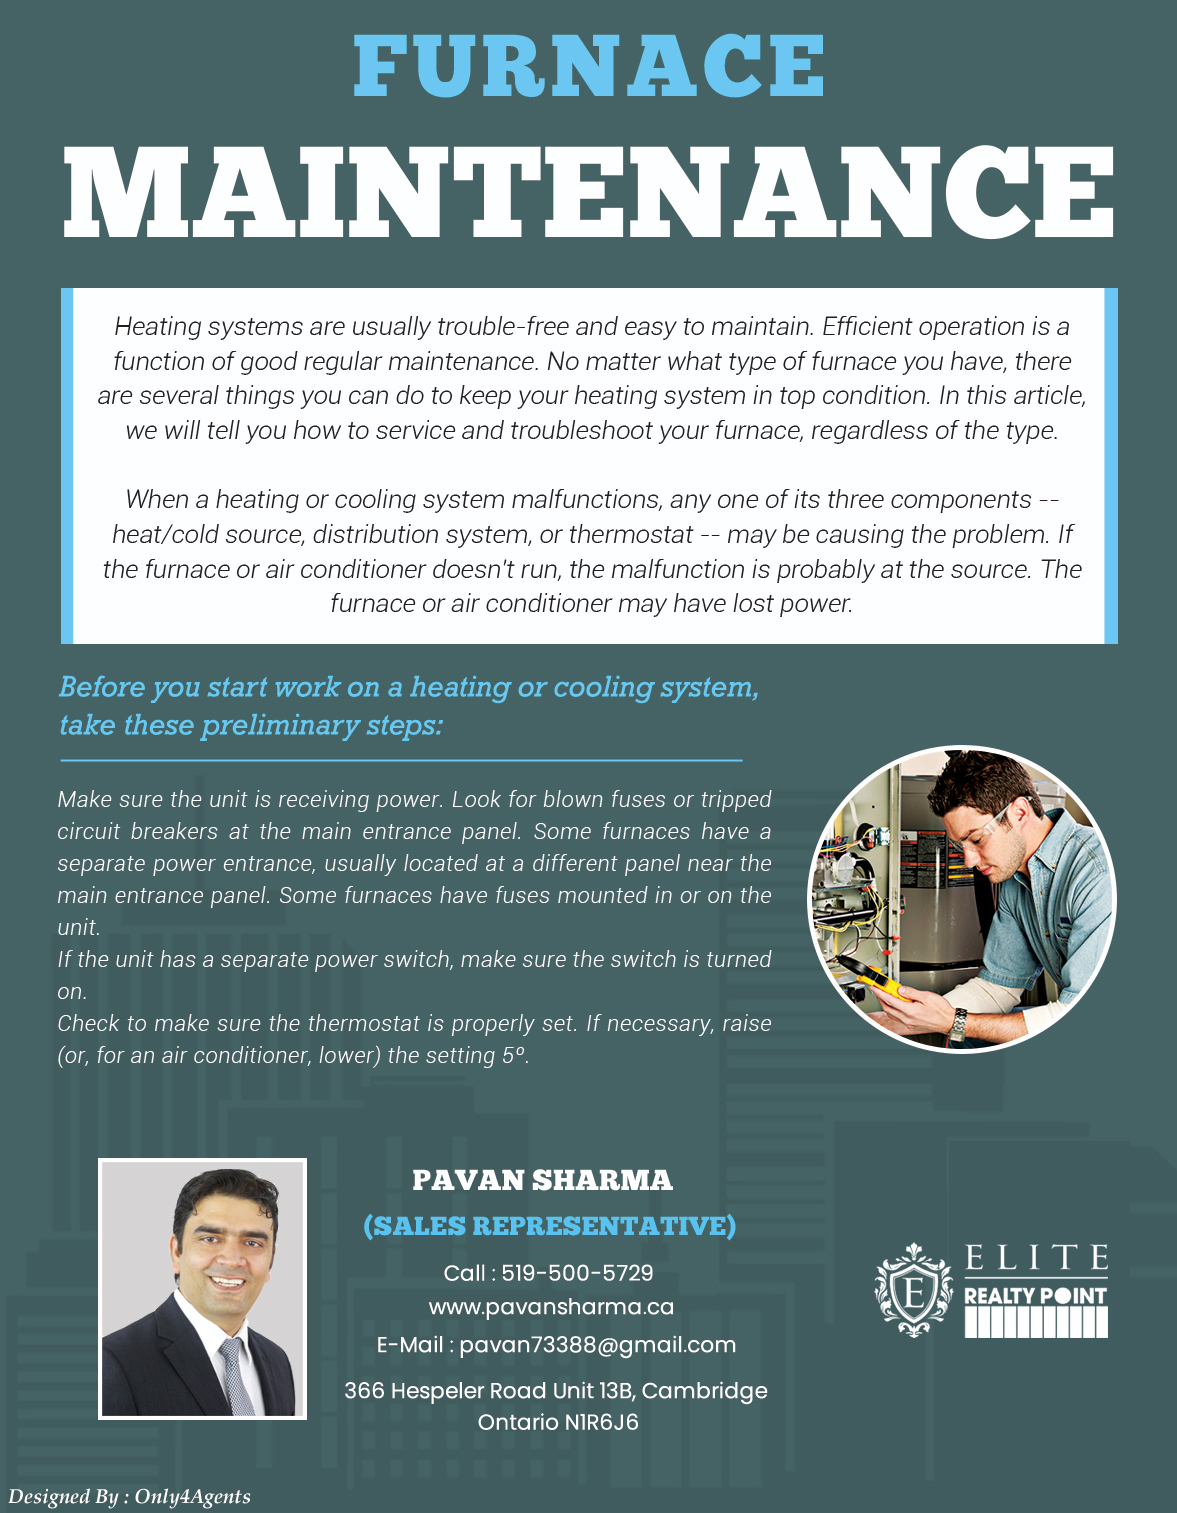 FURNACE
MAINTENANCE
Heating systems are usually trouble-free and easy to maintain. Efficient operation is a
function of good regular maintenance. No matter what type of furnace you have, there
are several things you can do to keep your heating system in top condition. In this article,
we will tell you how to service and troubleshoot your furnace, regardless of the type.
When a heating or cooling system malfunctions, any one of its three components --
heat/cold source, distribution system, or thermostat -- may be causing the problem. If
the furnace or air conditioner doesn't run, the malfunction is probably at the source. The
furnace or air conditioner may have lost power.
Before you start work on a heating or cooling system,
take these preliminary steps:
Make sure the unit is receiving power. Look for blown fuses or tripped
circuit breakers at the main entrance panel. Some furnaces have a
separate power entrance, usually located at a different panel near the
main entrance panel. Some furnaces have fuses mounted in or on the
unit.
If the unit has a separate power switch, make sure the switch is turned
on.
Check to make sure the thermostat is properly set. If necessary, raise
(or, for an air conditioner, lower) the setting 5º.
PAVAN SHARMA
(SALES REPRESENTATIVE)
Call : 519-500-5729
www.pavansharma.ca
E-Mail : pavan73388@gmail.com
366 Hespeler Road Unit 13B, Cambridge
Ontario N1R6J6
E
ELITE
REALTY POINT
Designed By : Only4Agents